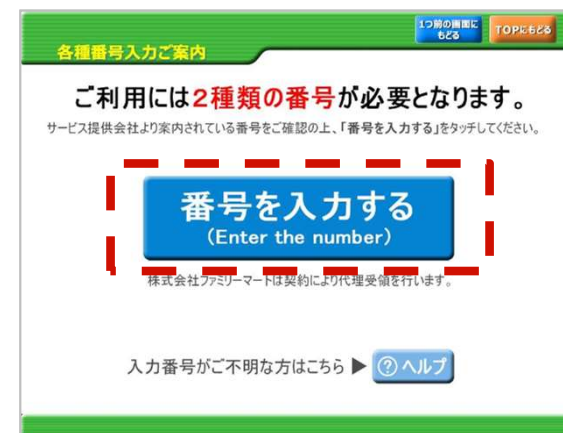 1つ前の画面に
もどる
TOPにもどる
各種番号入力ご案内
ご利用には2種類の番号が必要となります。
サービス提供会社より案内されている番号をご確認の上、「番号を入力する」をタッチしてください。
番号を入力する
(Enter the number)
株式会社ファミリーマートは契約により代理受領を行います。
入力番号がご不明な方はこちら ▶ ? ヘルプ